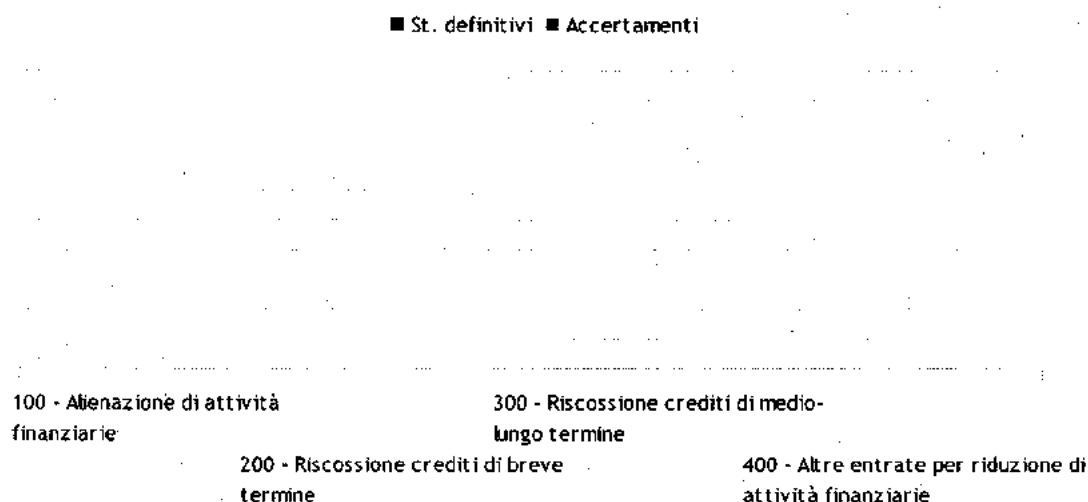 ■ St. definitivi ■ Accertamenti
100 - Alienazione di attività
finanziarie
300 - Riscossione crediti di medio-
lungo termine
200 - Riscossione crediti di breve
termine
400 - Altre entrate per riduzione di
attività finanziarie